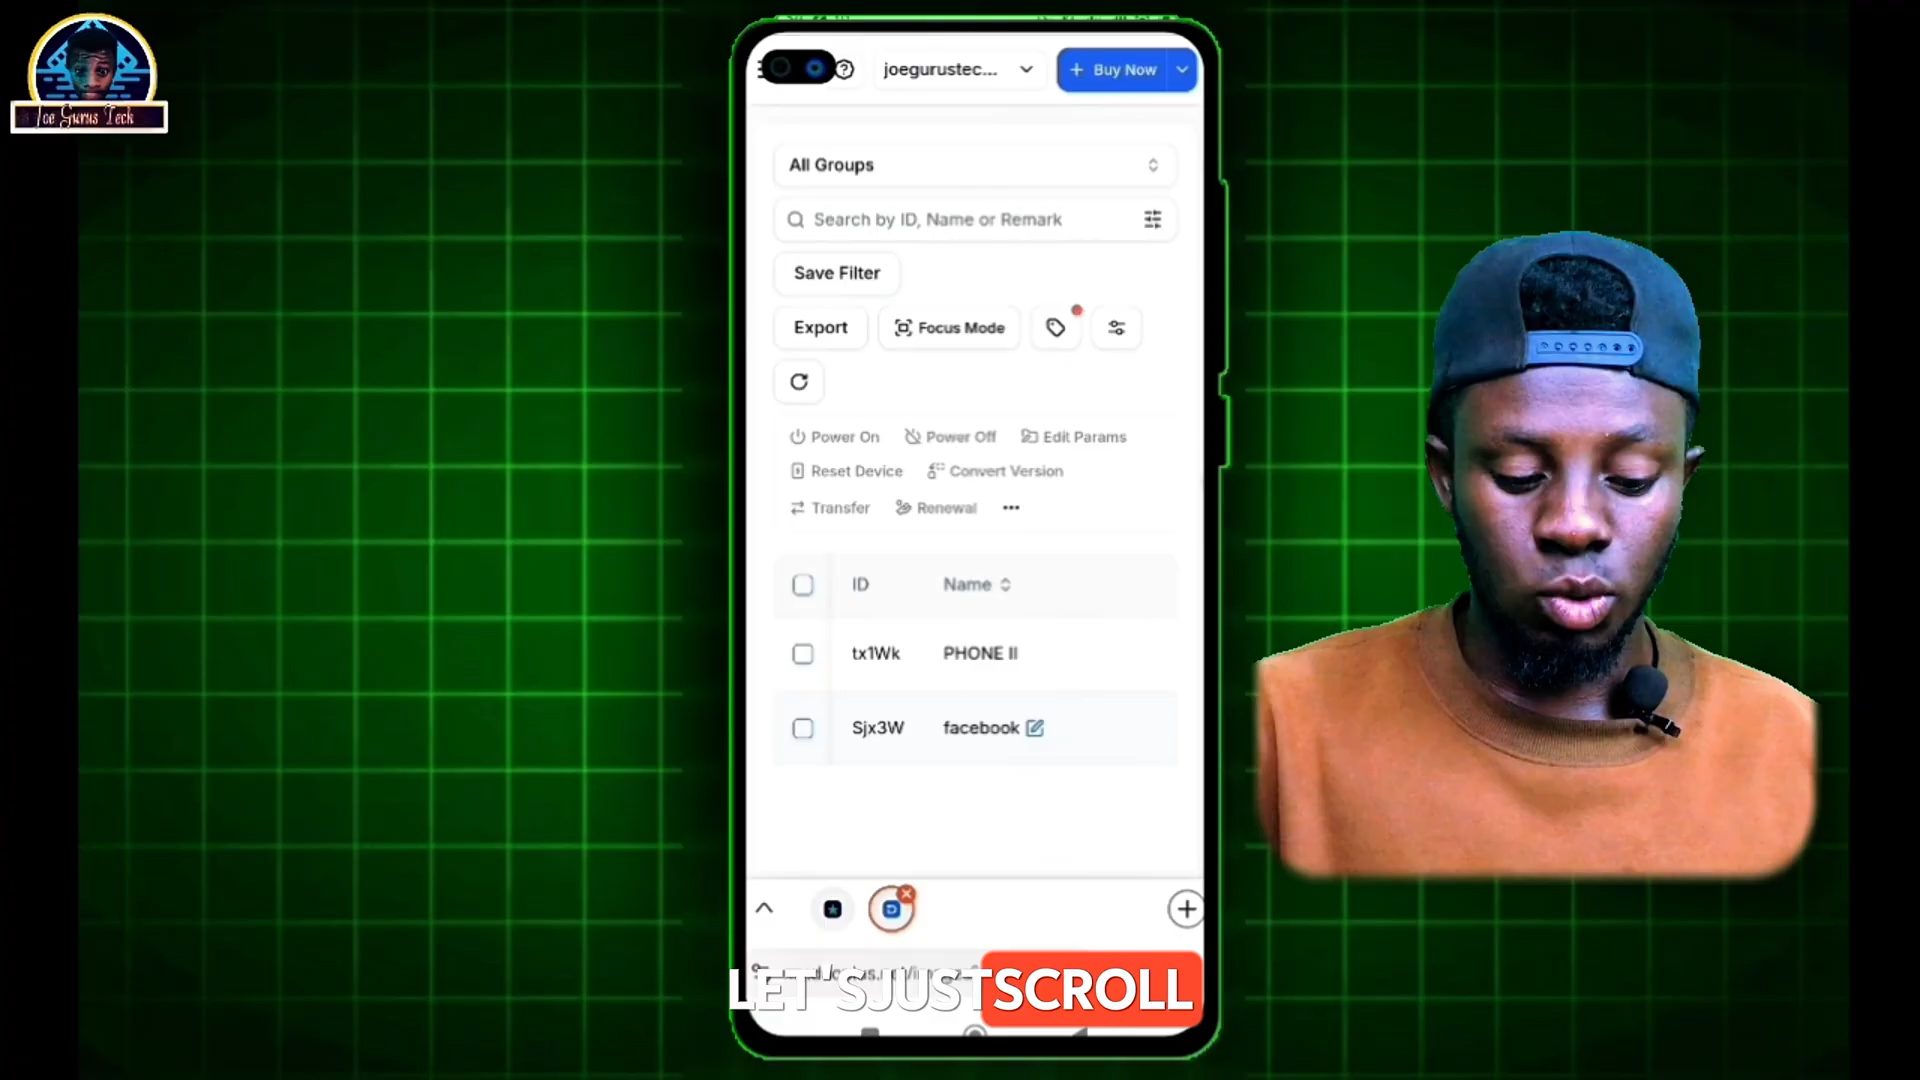 Joe Gurus Tech
joegurustec...
+ Buy Now
All Groups
Search by ID, Name or Remark
Save Filter
Export
Focus Mode
Power On
Power Off
Edit Params
Reset Device
Convert Version
Transfer
Renewal
...
ID
Name
tx1Wk
PHONE II
Sjx3W
facebook
LET SJUSTSCROLL